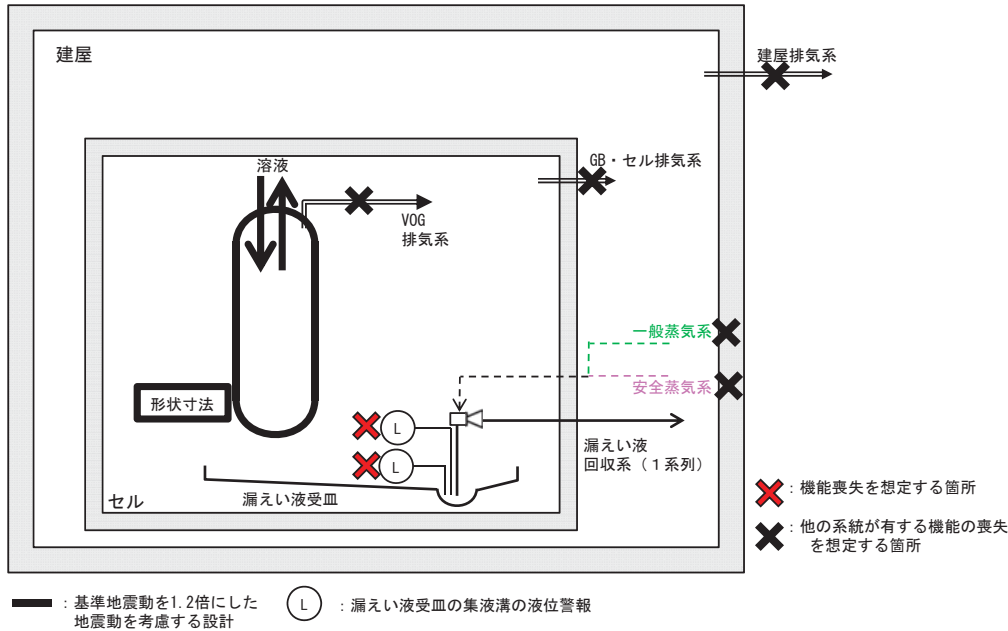 建屋
建屋排気系
溶液
GB・セル排気系
VOG
排気系
一般蒸気系
安全蒸気系
形状寸法
L
L
漏えい液
回収系（１系列）
漏えい液受皿
セル
：機能喪失を想定する箇所
：他の系統が有する機能の喪失
を想定する箇所
：基準地震動を1.2倍にした
地震動を考慮する設計
L
：漏えい液受皿の集液溝の液位警報